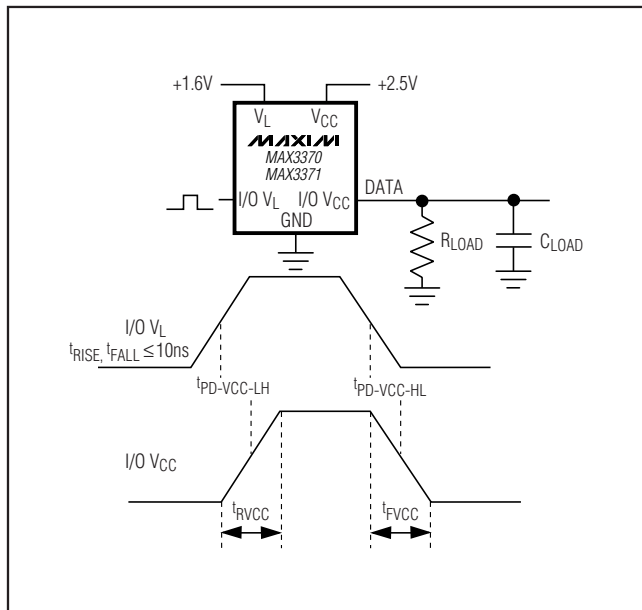 +1.6V +2.5V
VL VCC
MAXIM
MAX3370
MAX3371
I/O VL I/O VCC DATA
GND
RLOAD CLOAD
I/O VL
tRISE, tFALL ≤10ns
tPD-VCC-LH tPD-VCC-HL
I/O VCC
tRVCC tFVCC